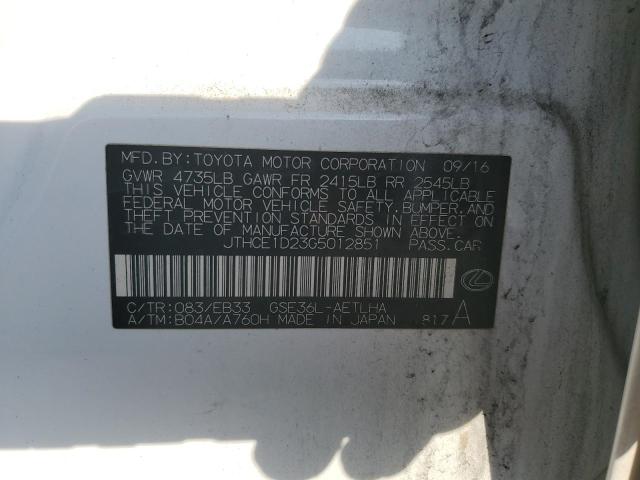 MFD. BY: TOYOTA MOTOR CORPORATION 09/16
GVWR 4735LB GAWR FR 2415LB RR 2545LB
THIS VEHICLE CONFORMS TO ALL APPLICABLE
FEDERAL MOTOR VEHICLE SAFETY, BUMPER, AND
THEFT PREVENTION STANDARDS IN EFFECT ON
THE DATE OF MANUFACTURE SHOWN ABOVE.
JTHCE1D23G5012851 PASS. CAR
C/TR: 083/EB33 GSE36L-AETLHA
A/TM: B04A/A760H MADE IN JAPAN 817 A